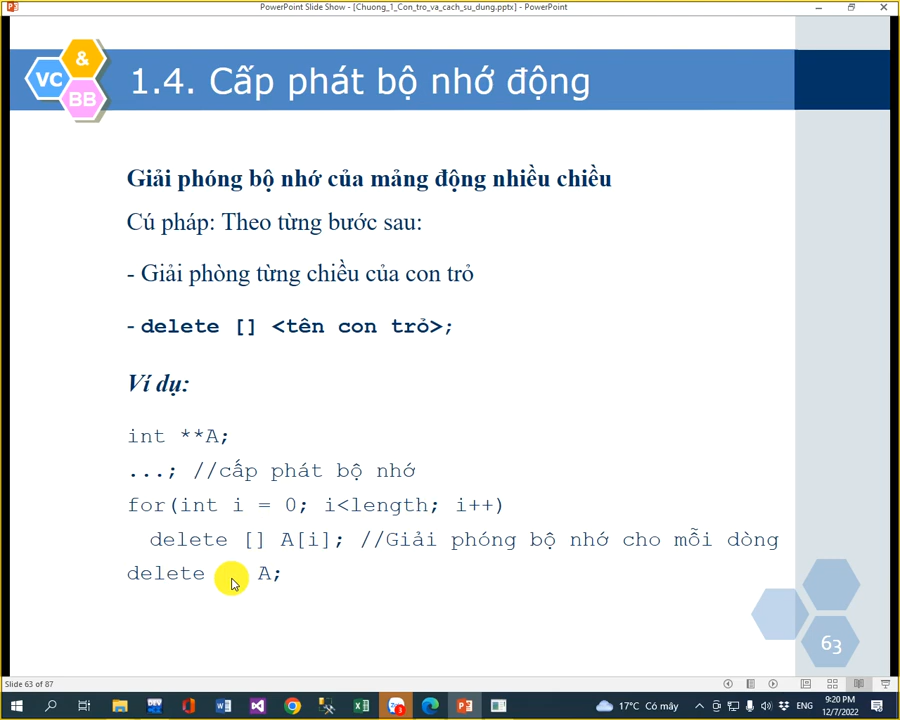 PowerPoint Slide Show - [Chuong_1_Con_tro_va_cach_su_dung.pptx] - PowerPoint
VC & BB
1.4. Cấp phát bộ nhớ động
Giải phóng bộ nhớ của mảng động nhiều chiều
Cú pháp: Theo từng bước sau:
- Giải phòng từng chiều của con trỏ
- delete [] <tên con trỏ>;
Ví dụ:
int **A;
...; //cấp phát bộ nhớ
for(int i = 0; i<length; i++)
delete [] A[i]; //Giải phóng bộ nhớ cho mỗi dòng
delete A;
63
Slide 63 of 87
17°C Có mây
ENG
9:20 PM
12/7/2022